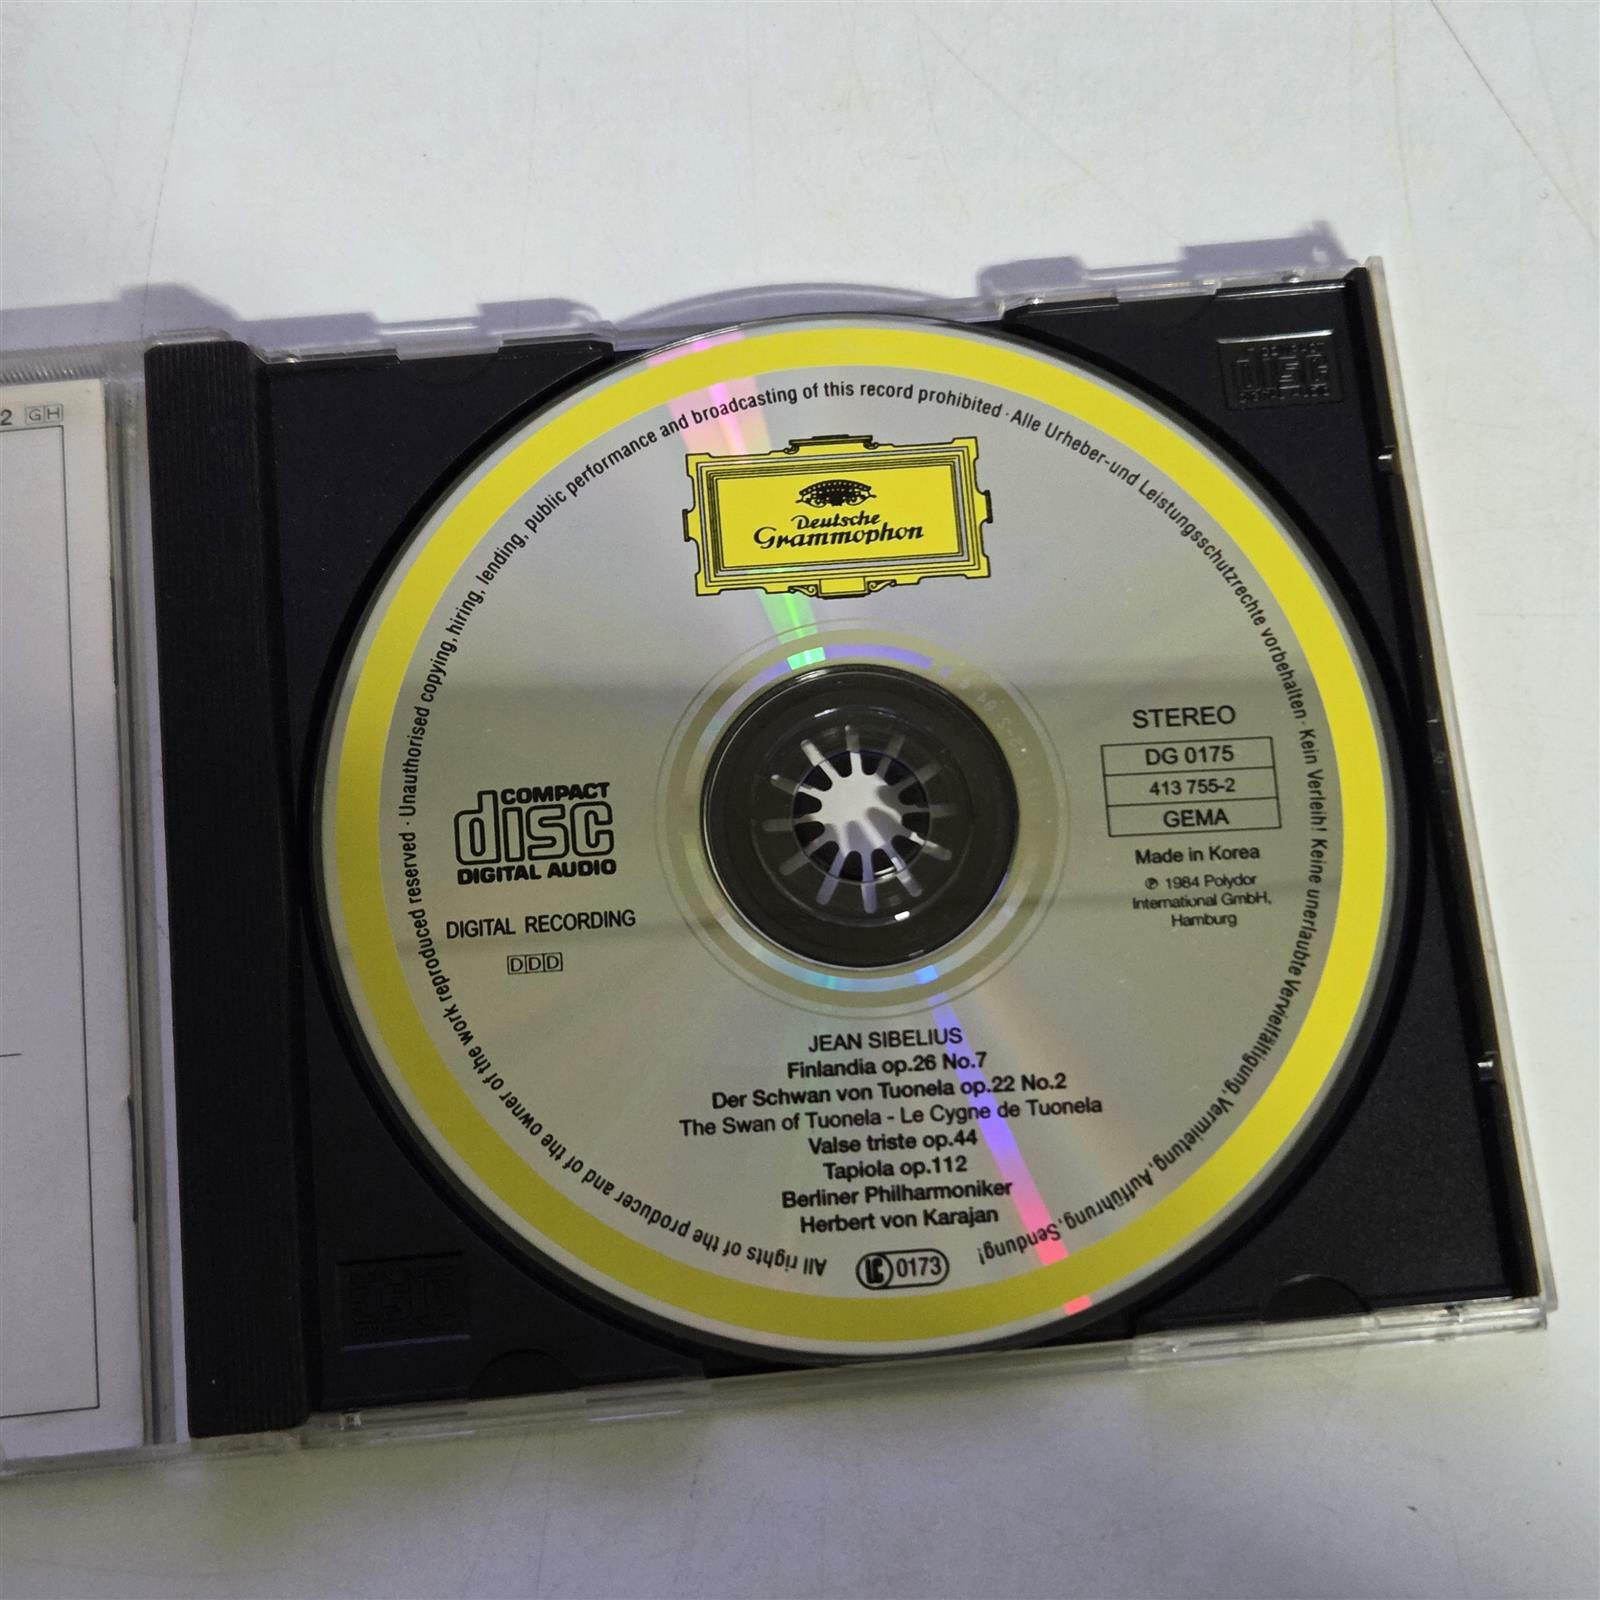 2 GH
All rights of the producer and of the owner of the work reproduced reserved · Unauthorised copying, hiring, lending, public performance and broadcasting of this record prohibited · Alle Urheber- und Leistungsschutzrechte vorbehalten · Kein Verleih! Keine unerlaubte Vervielfältigung, Vermietung, Aufführung, Sendung!
Deutsche
Grammophon
COMPACT
disc
DIGITAL AUDIO
DIGITAL RECORDING
DDD
STEREO
DG 0175
413 755-2
GEMA
Made in Korea
℗ 1984 Polydor
International GmbH,
Hamburg
JEAN SIBELIUS
Finlandia op.26 No.7
Der Schwan von Tuonela op.22 No.2
The Swan of Tuonela - Le Cygne de Tuonela
Valse triste op.44
Tapiola op.112
Berliner Philharmoniker
Herbert von Karajan
LC 0173